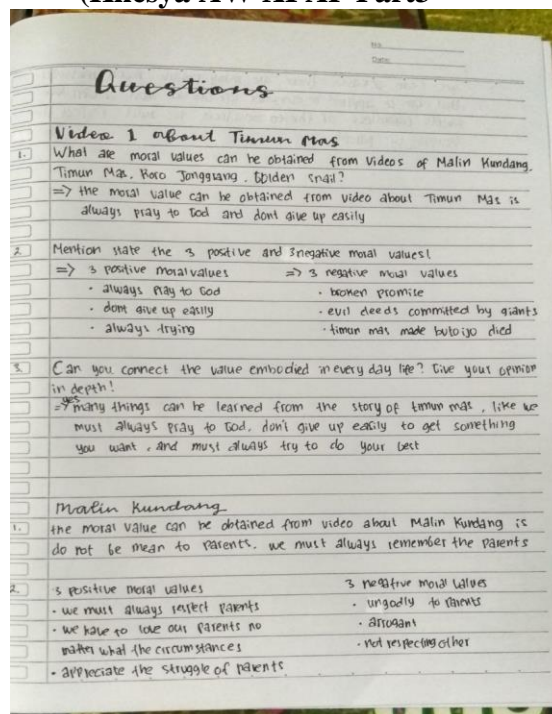 Questions
Video 1 about Timun Mas
1. What are moral values can be obtained from videos of Malin Kundang,
Timun Mas, Roro Jonggrang, Golden Snail?
=> the moral value can be obtained from video about Timun Mas is
always pray to God and dont give up easily
2. Mention state the 3 positive and 3 negative moral values!
=> 3 positive moral values => 3 negative moral values
• always pray to God • broken promise
• dont give up easily • evil deeds committed by giants
• always trying • timun mas made buto ijo died
3. Can you connect the value embodied in every day life? Give your opinion
in depth!
=> yes many things can be learned from the story of timun mas, like we
must always pray to God, don't give up easily to get something
you want, and must always try to do your best
Malin Kundang
1. the moral value can be obtained from video about Malin Kundang is
do not be mean to parents. we must always remember the parents
2. 3 positive moral values 3 negative moral values
• we must always respect parents • ungodly to parents
• we have to love our parents no • arrogant
matter what the circumstances • not respecting other
• appreciate the struggle of parents